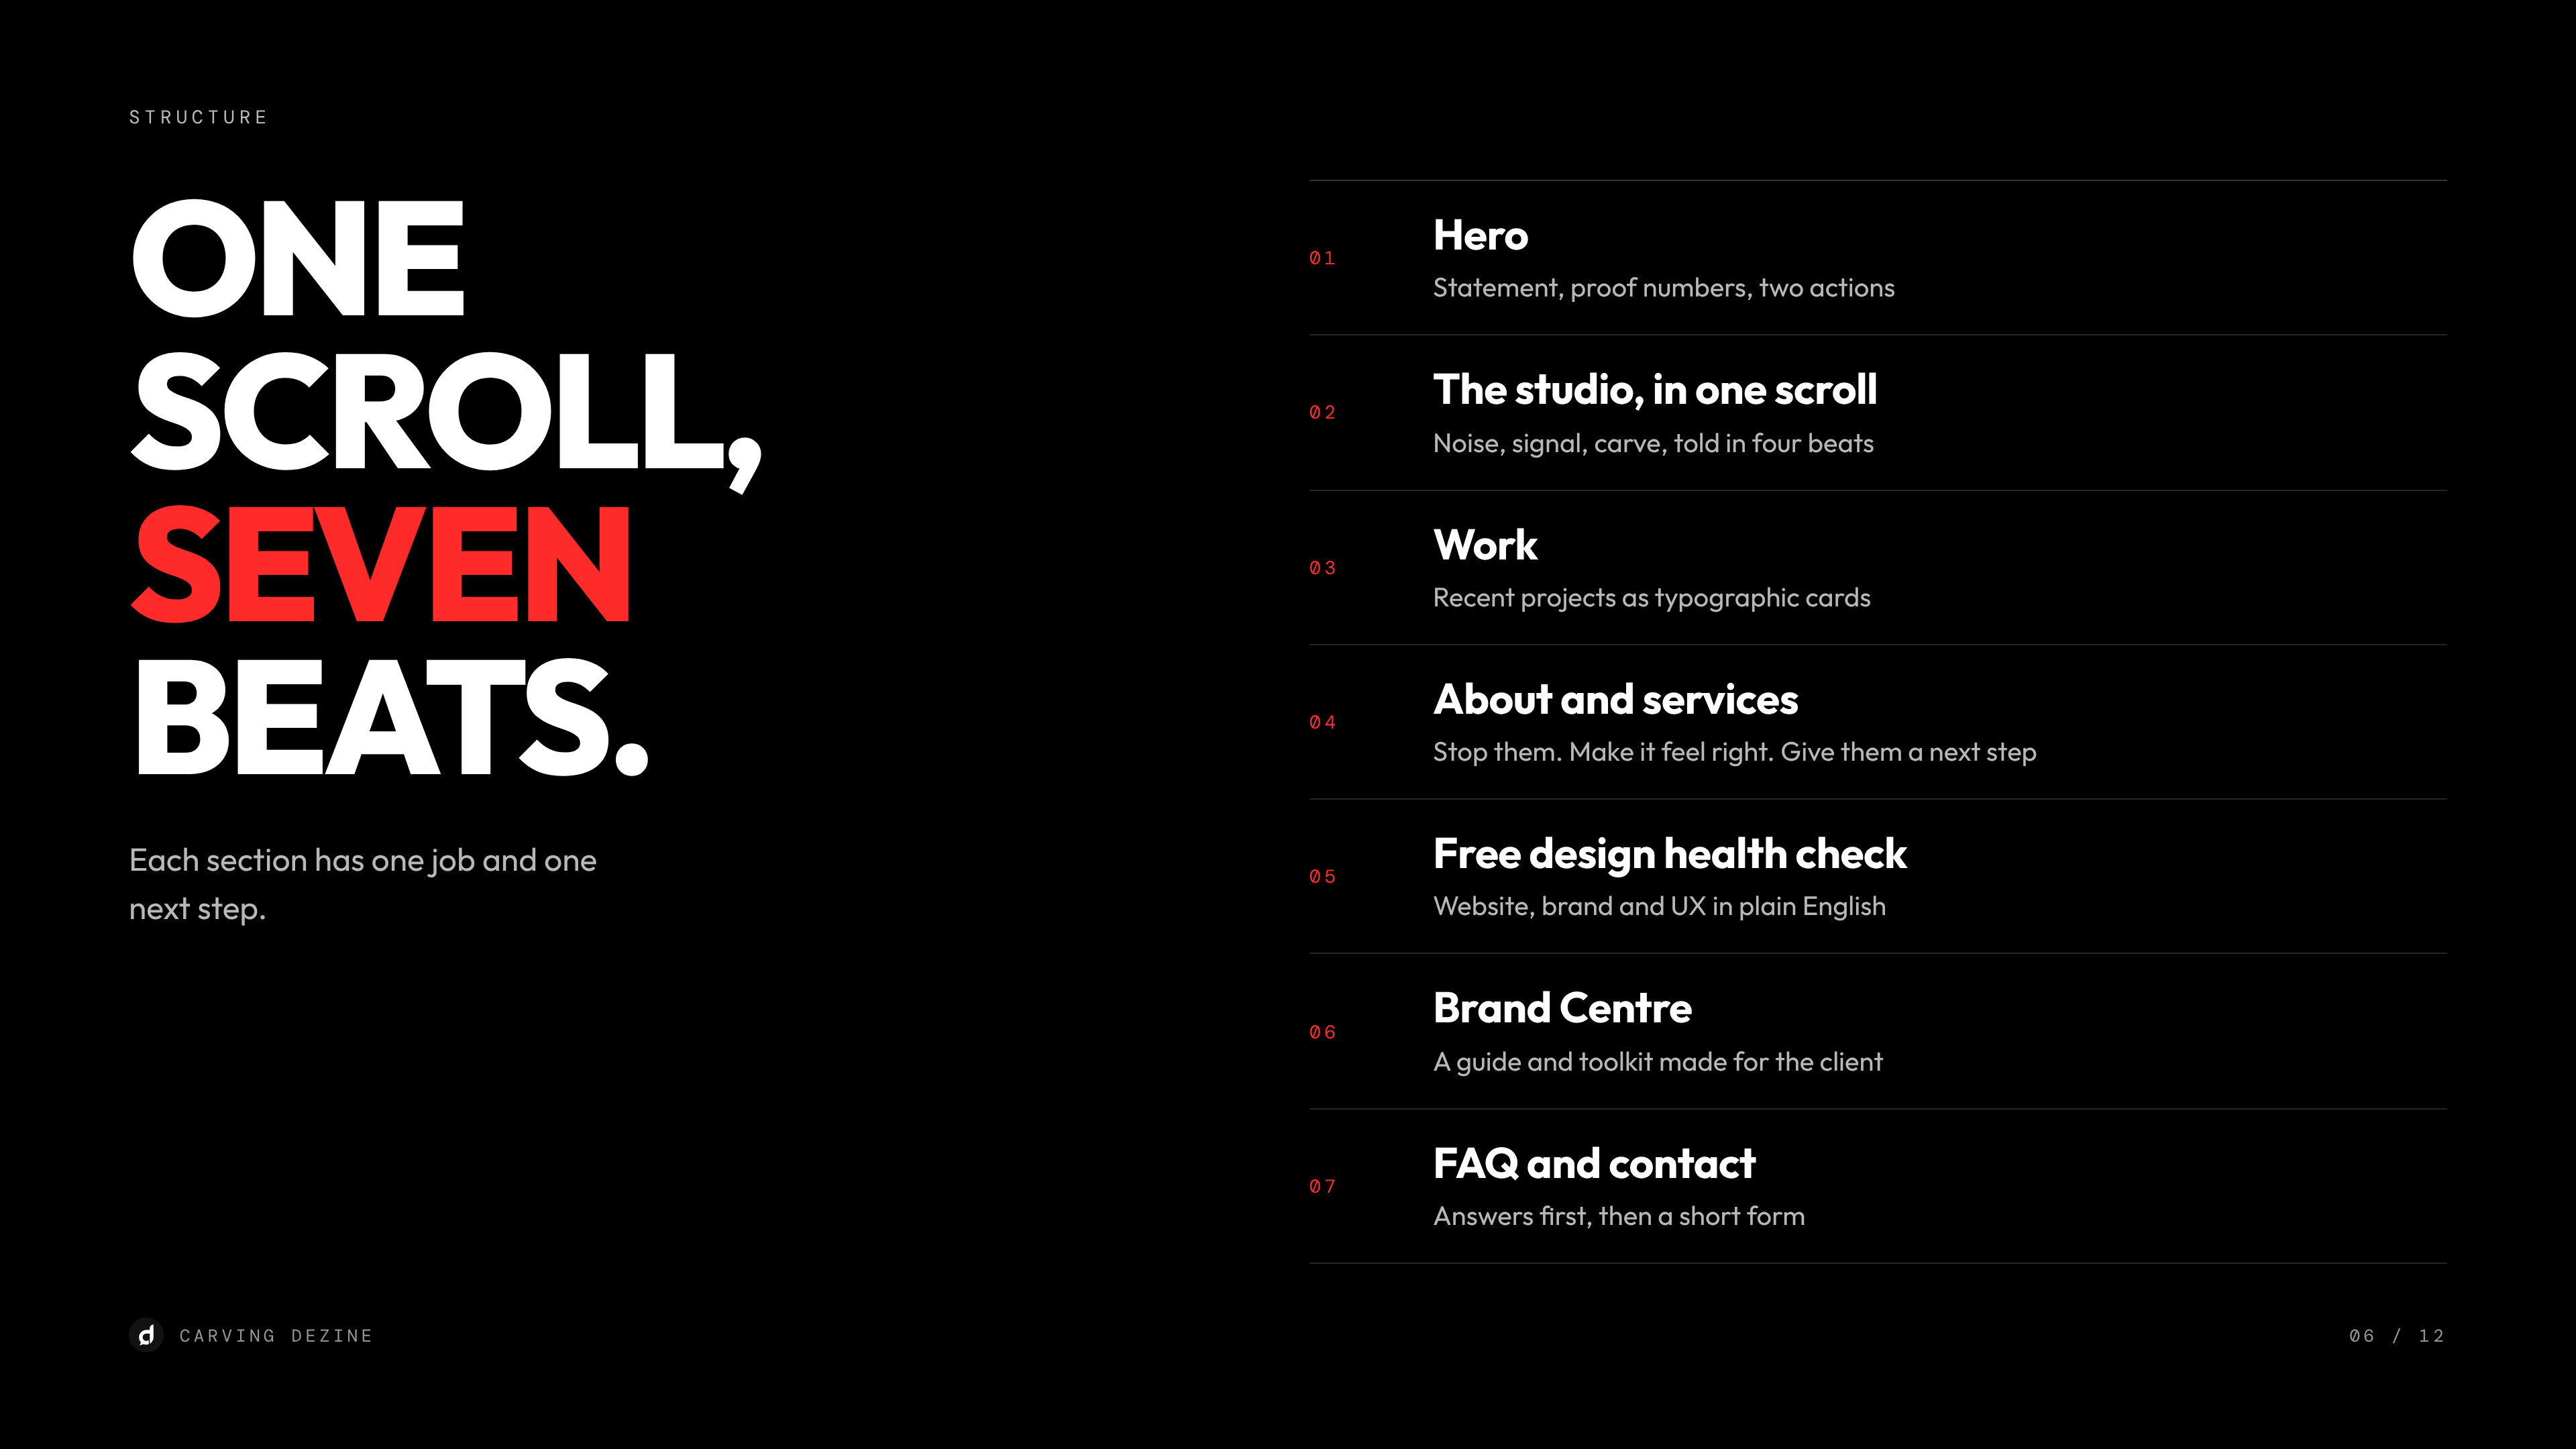 STRUCTURE
ONE
SCROLL,
SEVEN
BEATS.
Each section has one job and one
next step.
01
Hero
Statement, proof numbers, two actions
02
The studio, in one scroll
Noise, signal, carve, told in four beats
03
Work
Recent projects as typographic cards
04
About and services
Stop them. Make it feel right. Give them a next step
05
Free design health check
Website, brand and UX in plain English
06
Brand Centre
A guide and toolkit made for the client
07
FAQ and contact
Answers first, then a short form
CARVING DEZINE
06 / 12